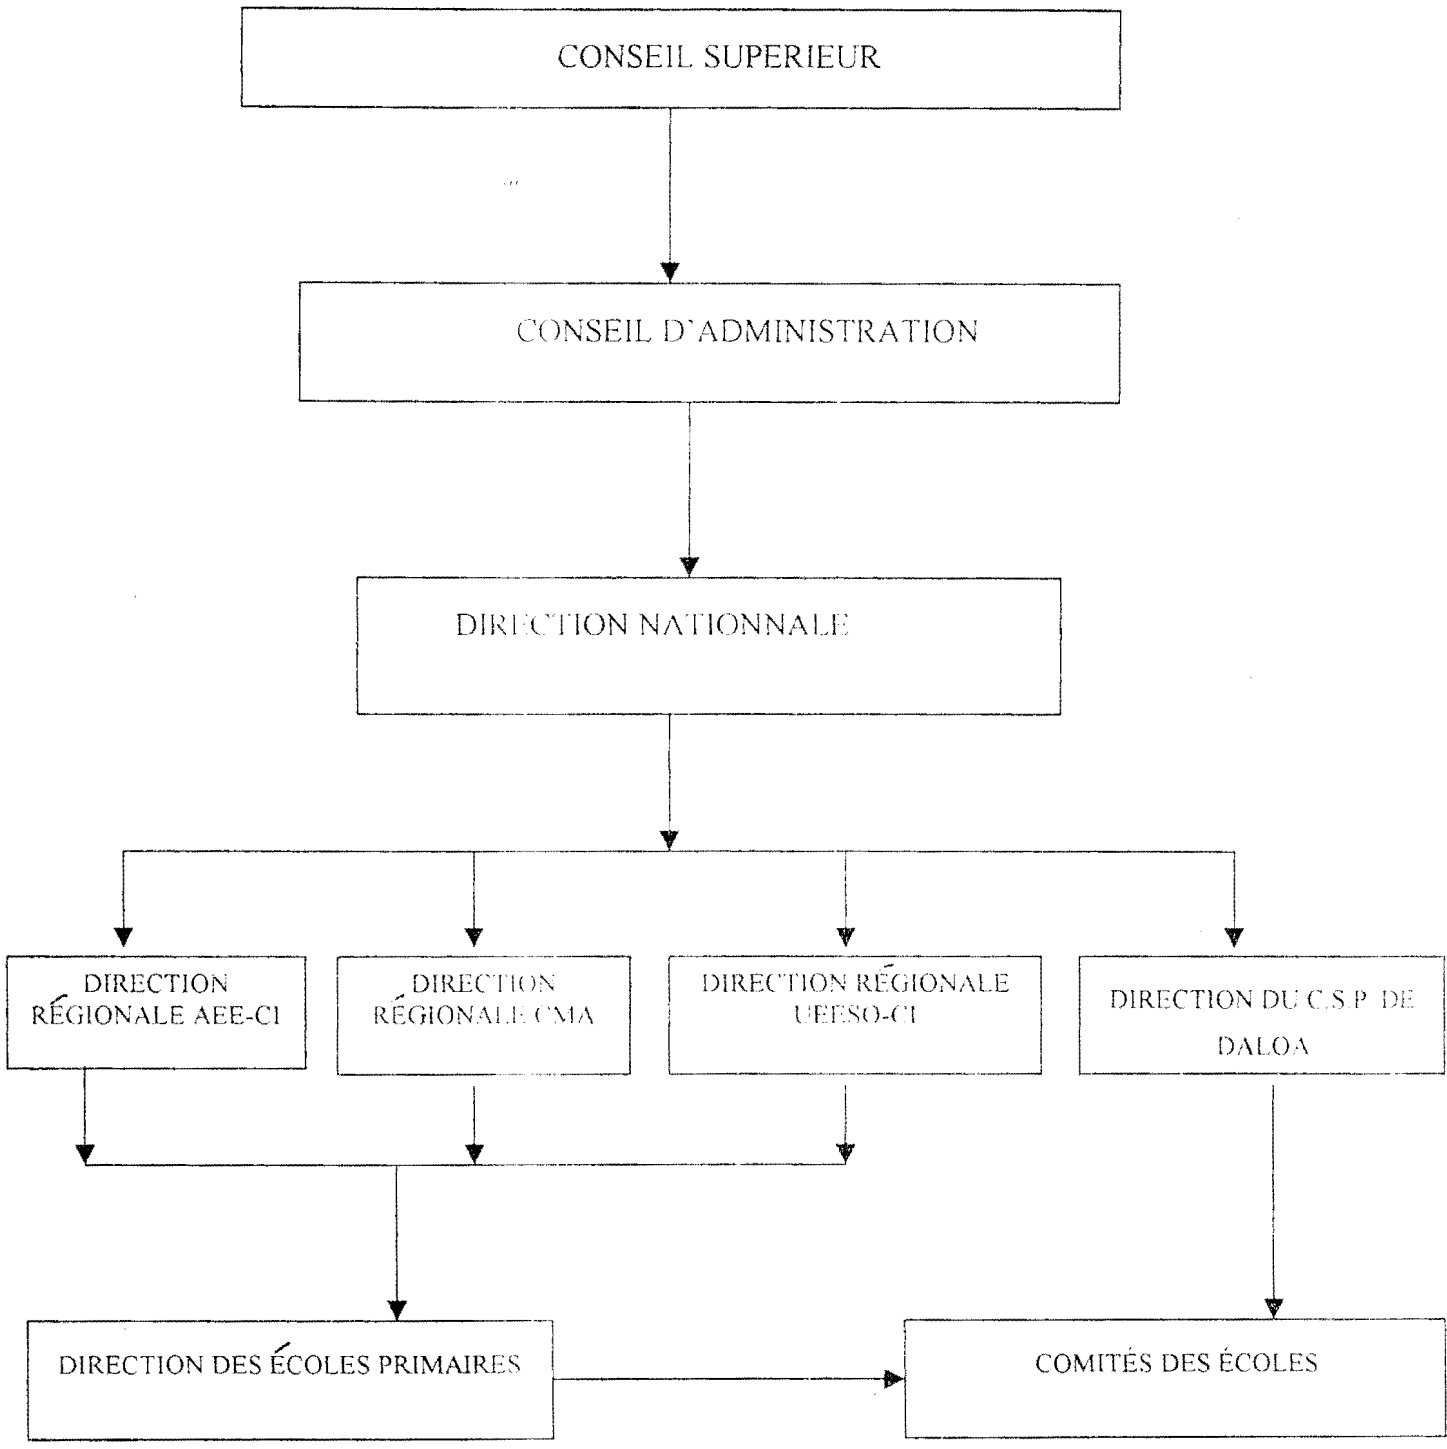 CONSEIL SUPERIEUR
CONSEIL D'ADMINISTRATION
DIRECTION NATIONNALE
DIRECTION
RÉGIONALE AEE-CI
DIRECTION
RÉGIONALE CMA
DIRECTION RÉGIONALE
UEESO-CI
DIRECTION DU C.S.P. DE
DALOA
DIRECTION DES ÉCOLES PRIMAIRES
COMITÉS DES ÉCOLES